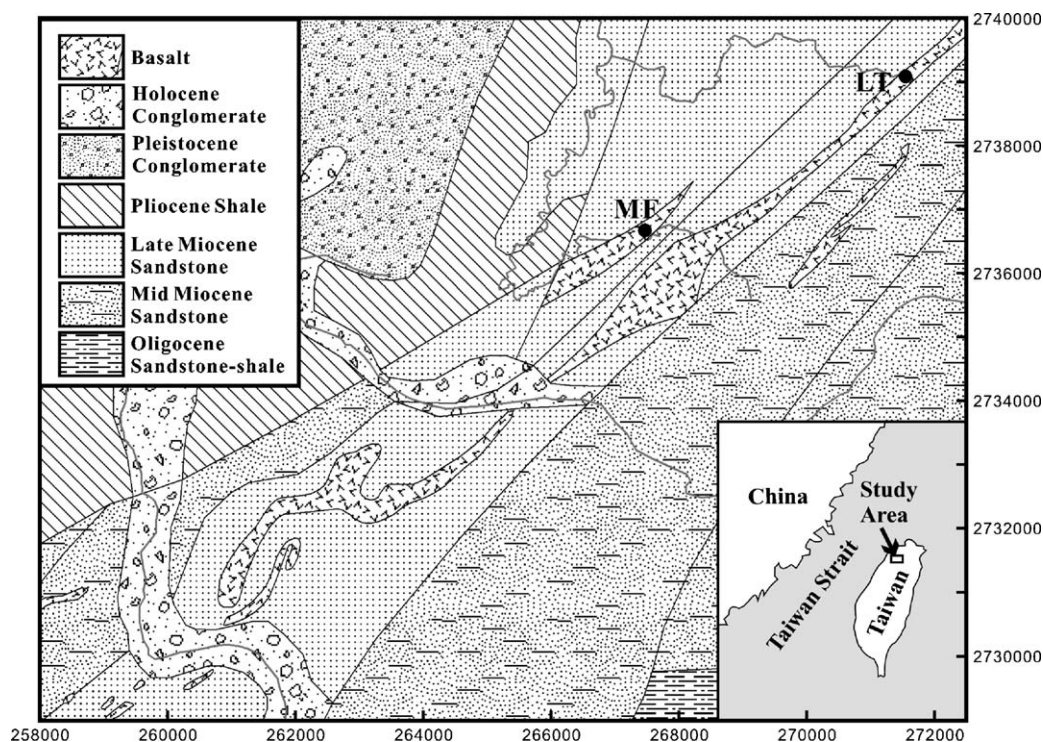 Basalt
Holocene
Conglomerate
Pleistocene
Conglomerate
Pliocene Shale
Late Miocene
Sandstone
Mid Miocene
Sandstone
Oligocene
Sandstone-shale
LT
MF
China
Study
Area
Taiwan Strait
Taiwan
2740000
2738000
2736000
2734000
2732000
2730000
258000 260000 262000 264000 266000 268000 270000 272000